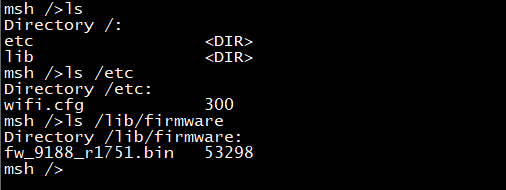 msh />ls
Directory /:
etc                 <DIR>
lib                 <DIR>
msh />ls /etc
Directory /etc:
wifi.cfg            300
msh />ls /lib/firmware
Directory /lib/firmware:
fw_9188_r1751.bin   53298
msh />